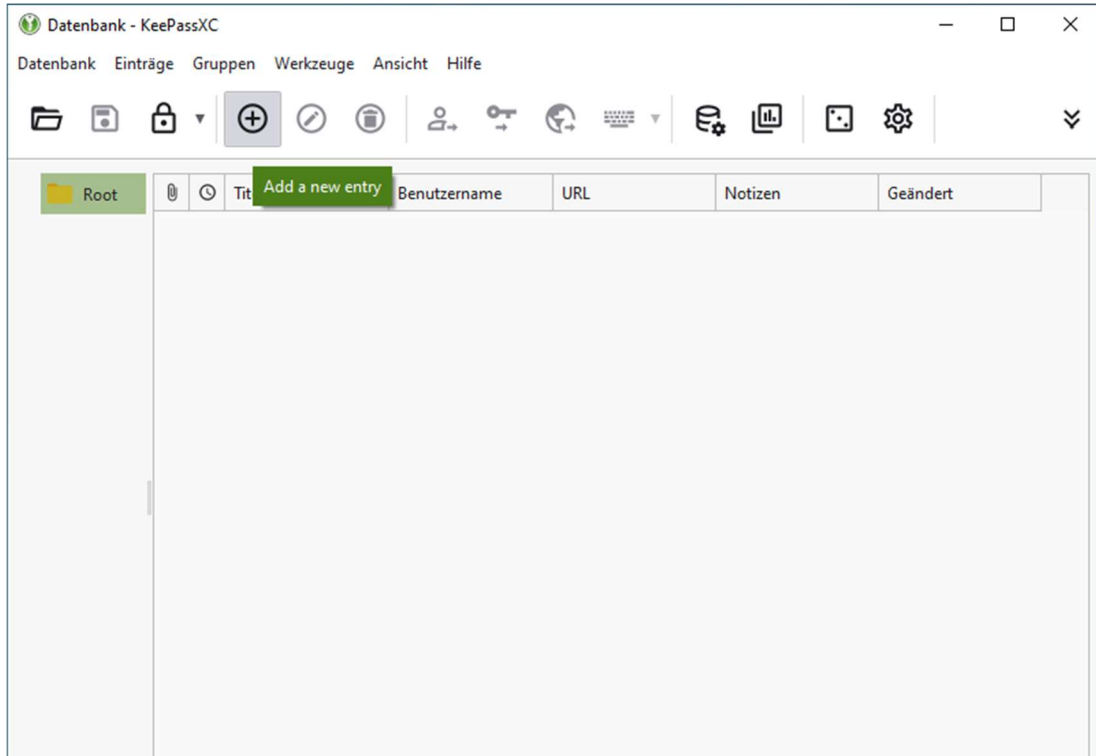 Datenbank - KeePassXC
Datenbank Einträge Gruppen Werkzeuge Ansicht Hilfe
Add a new entry
Root Tit Benutzername URL Notizen Geändert